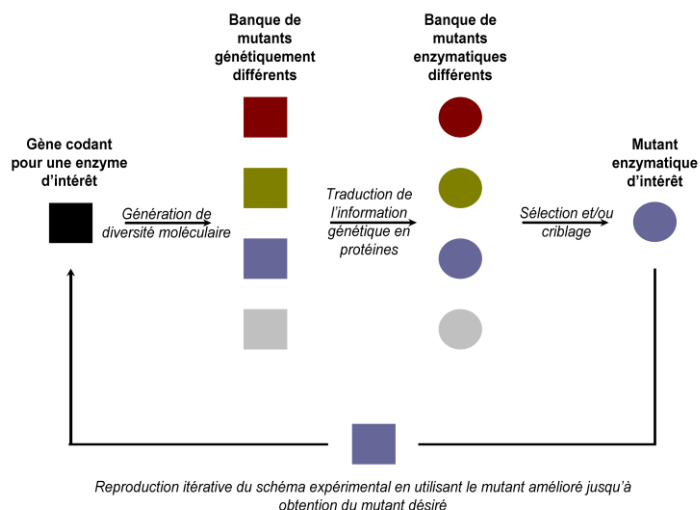 Banque de
mutants
génétiquement
différents
Banque de
mutants
enzymatiques
différents
Gène codant
pour une enzyme
d'intérêt
Mutant
enzymatique
d'intérêt
Génération de
diversité moléculaire
Traduction de
l'information
génétique en
protéines
Sélection et/ou
criblage
Reproduction itérative du schéma expérimental en utilisant le mutant amélioré jusqu'à
obtention du mutant désiré